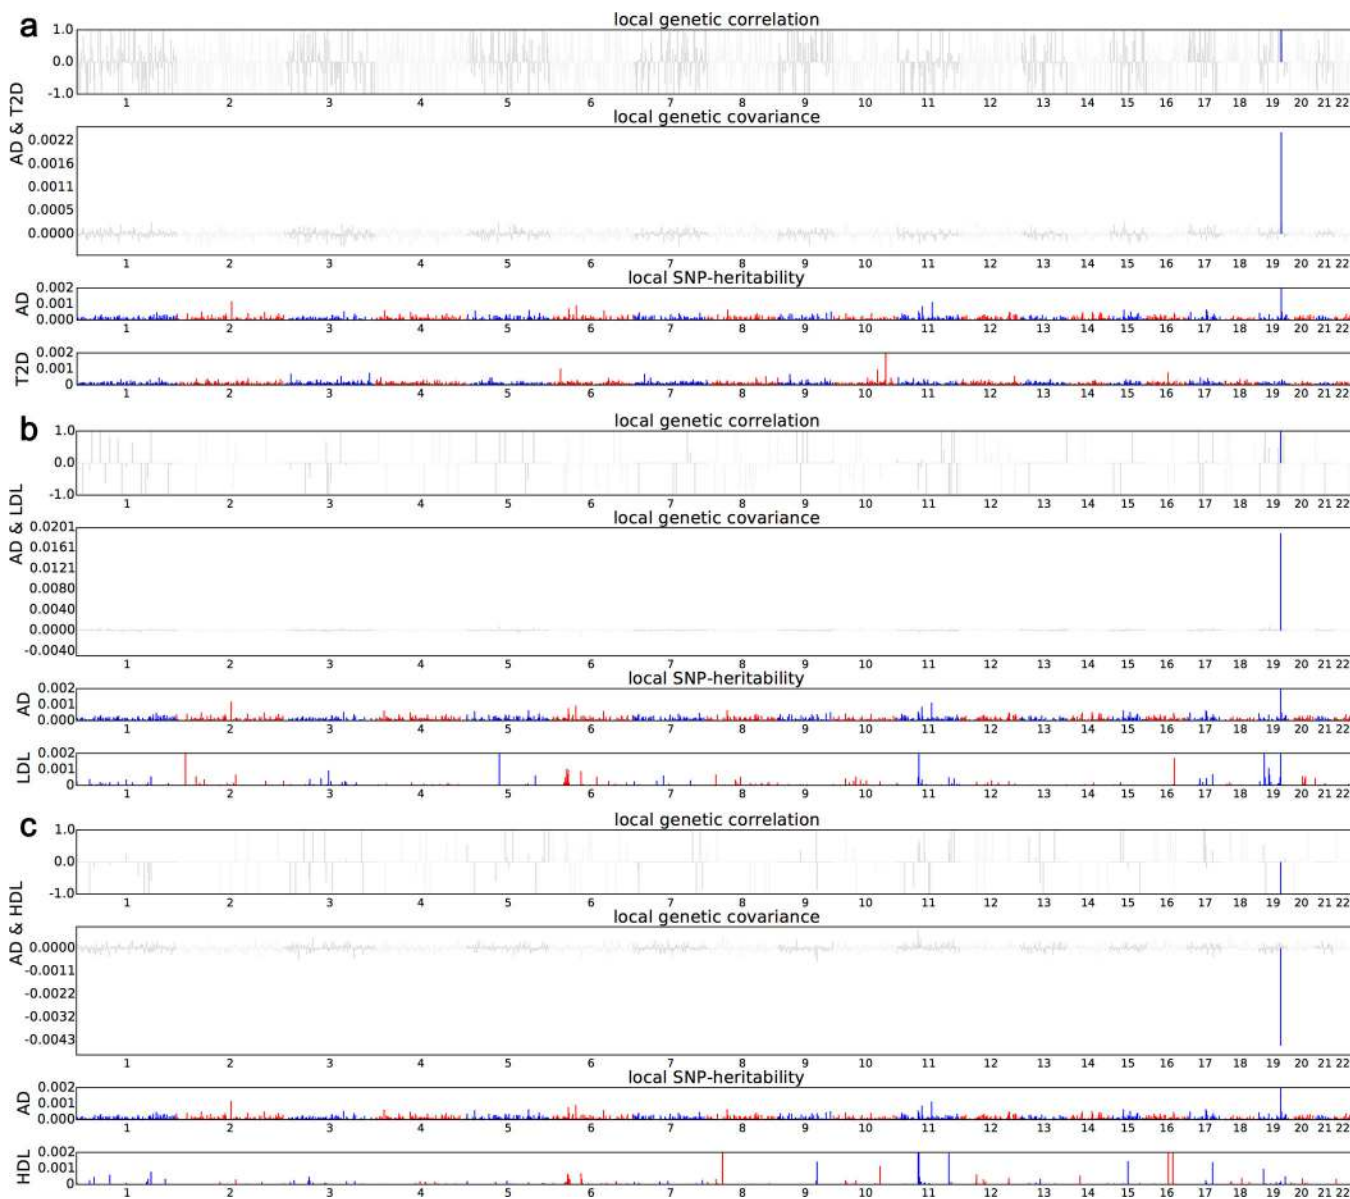 a
local genetic correlation
AD & T2D
1.0
0.0
-1.0
1 2 3 4 5 6 7 8 9 10 11 12 13 14 15 16 17 18 19 20 21 22
local genetic covariance
0.0022
0.0016
0.0011
0.0005
0.0000
1 2 3 4 5 6 7 8 9 10 11 12 13 14 15 16 17 18 19 20 21 22
local SNP-heritability
AD
0.002
0.001
0.000
1 2 3 4 5 6 7 8 9 10 11 12 13 14 15 16 17 18 19 20 21 22
T2D
0.002
0.001
0
1 2 3 4 5 6 7 8 9 10 11 12 13 14 15 16 17 18 19 20 21 22
b
local genetic correlation
AD & LDL
1.0
0.0
-1.0
1 2 3 4 5 6 7 8 9 10 11 12 13 14 15 16 17 18 19 20 21 22
local genetic covariance
0.0201
0.0161
0.0121
0.0080
0.0040
0.0000
-0.0040
1 2 3 4 5 6 7 8 9 10 11 12 13 14 15 16 17 18 19 20 21 22
local SNP-heritability
AD
0.002
0.001
0.000
1 2 3 4 5 6 7 8 9 10 11 12 13 14 15 16 17 18 19 20 21 22
LDL
0.002
0.001
0
1 2 3 4 5 6 7 8 9 10 11 12 13 14 15 16 17 18 19 20 21 22
c
local genetic correlation
AD & HDL
1.0
0.0
-1.0
1 2 3 4 5 6 7 8 9 10 11 12 13 14 15 16 17 18 19 20 21 22
local genetic covariance
0.0000
-0.0011
-0.0022
-0.0032
-0.0043
1 2 3 4 5 6 7 8 9 10 11 12 13 14 15 16 17 18 19 20 21 22
local SNP-heritability
AD
0.002
0.001
0.000
1 2 3 4 5 6 7 8 9 10 11 12 13 14 15 16 17 18 19 20 21 22
HDL
0.002
0.001
0
1 2 3 4 5 6 7 8 9 10 11 12 13 14 15 16 17 18 19 20 21 22